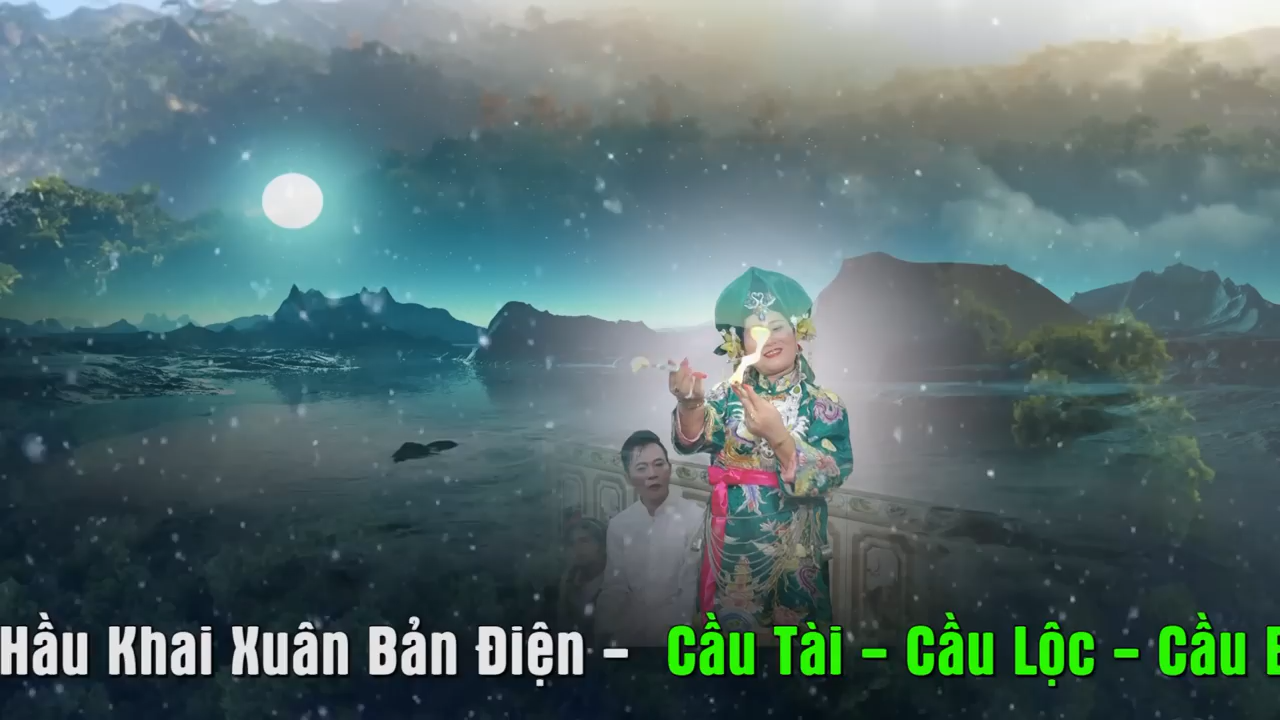 Hầu Khai Xuân Bản Điện - Cầu Tài - Cầu Lộc - Cầu